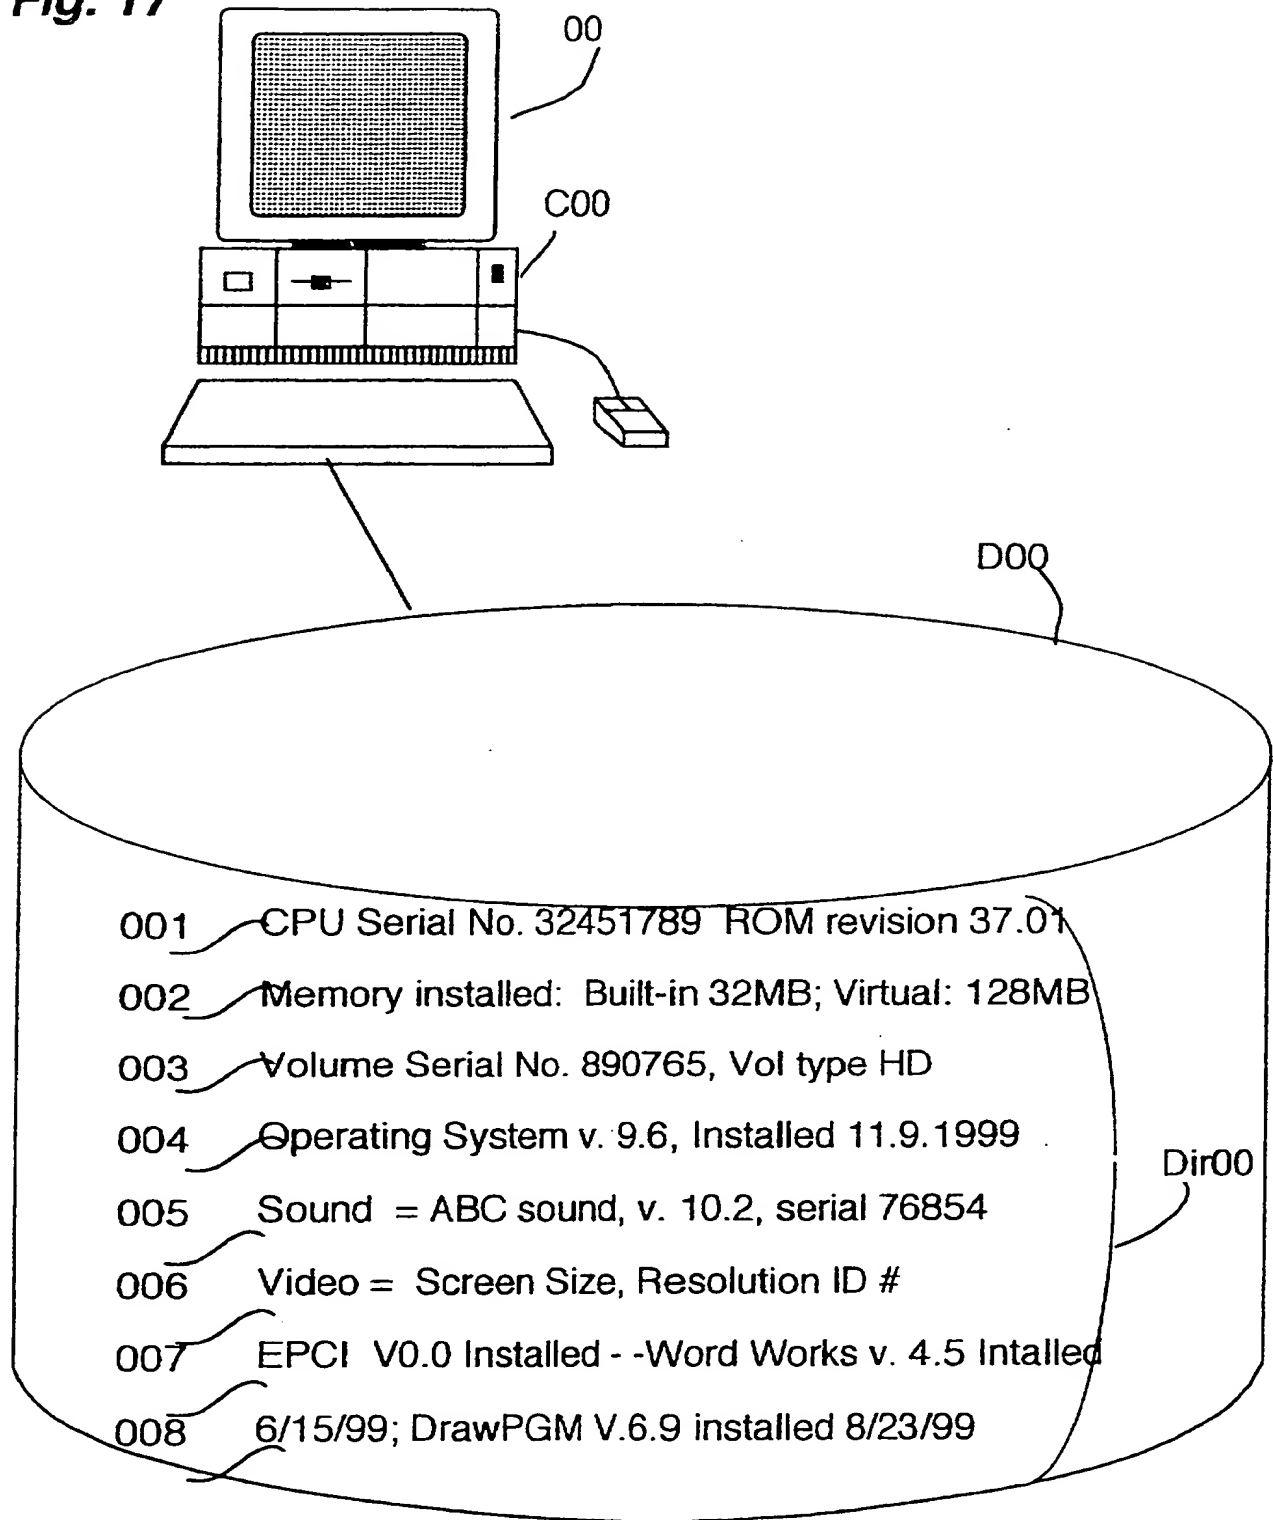 Fig. 17
00
C00
D00
001 CPU Serial No. 32451789 ROM revision 37.01
002 Memory installed: Built-in 32MB; Virtual: 128MB
003 Volume Serial No. 890765, Vol type HD
004 Operating System v. 9.6, Installed 11.9.1999
Dir00
005 Sound = ABC sound, v. 10.2, serial 76854
006 Video = Screen Size, Resolution ID #
007 EPCI V0.0 Installed - -Word Works v. 4.5 Intalled
008 6/15/99; DrawPGM V.6.9 installed 8/23/99